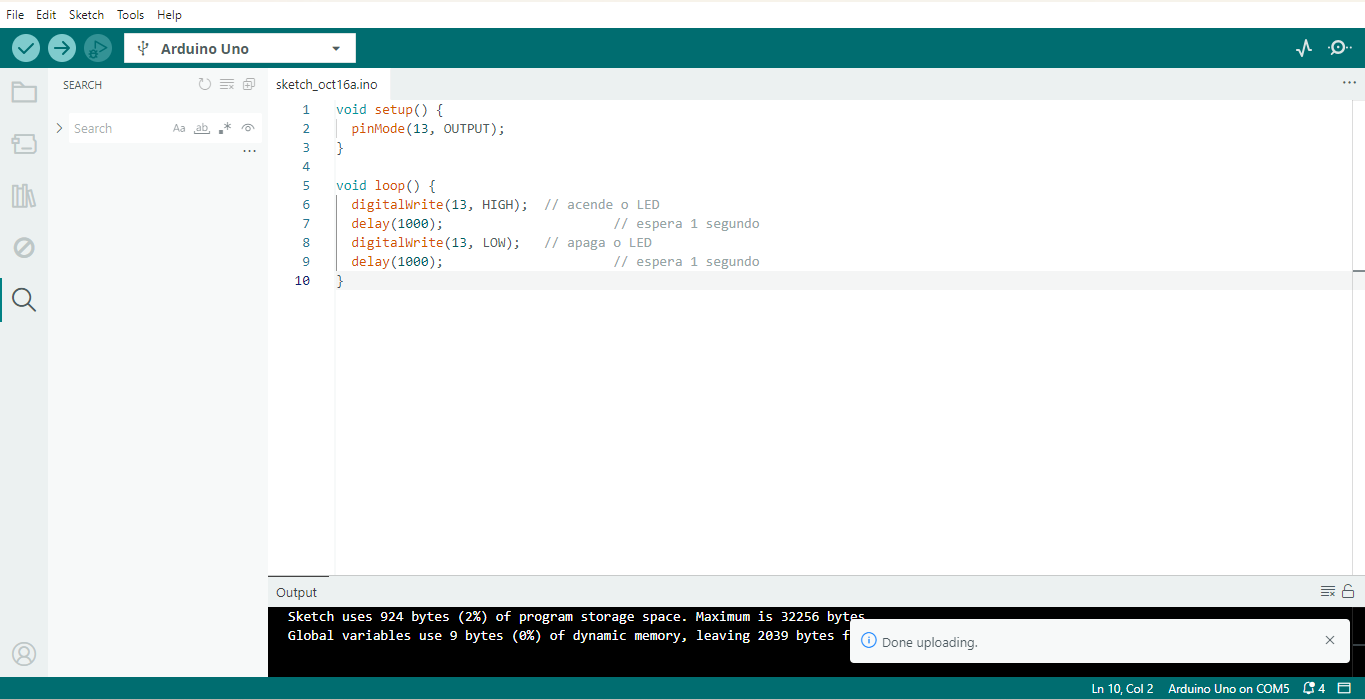 File Edit Sketch Tools Help
Arduino Uno
SEARCH
Search Aa ab
sketch_oct16a.ino
1 void setup() {
2 pinMode(13, OUTPUT);
3 }
4
5 void loop() {
6 digitalWrite(13, HIGH); // acende o LED
7 delay(1000); // espera 1 segundo
8 digitalWrite(13, LOW); // apaga o LED
9 delay(1000); // espera 1 segundo
10 }
Output
Sketch uses 924 bytes (2%) of program storage space. Maximum is 32256 bytes
Global variables use 9 bytes (0%) of dynamic memory, leaving 2039 bytes f
Done uploading.
Ln 10, Col 2 Arduino Uno on COM5 4